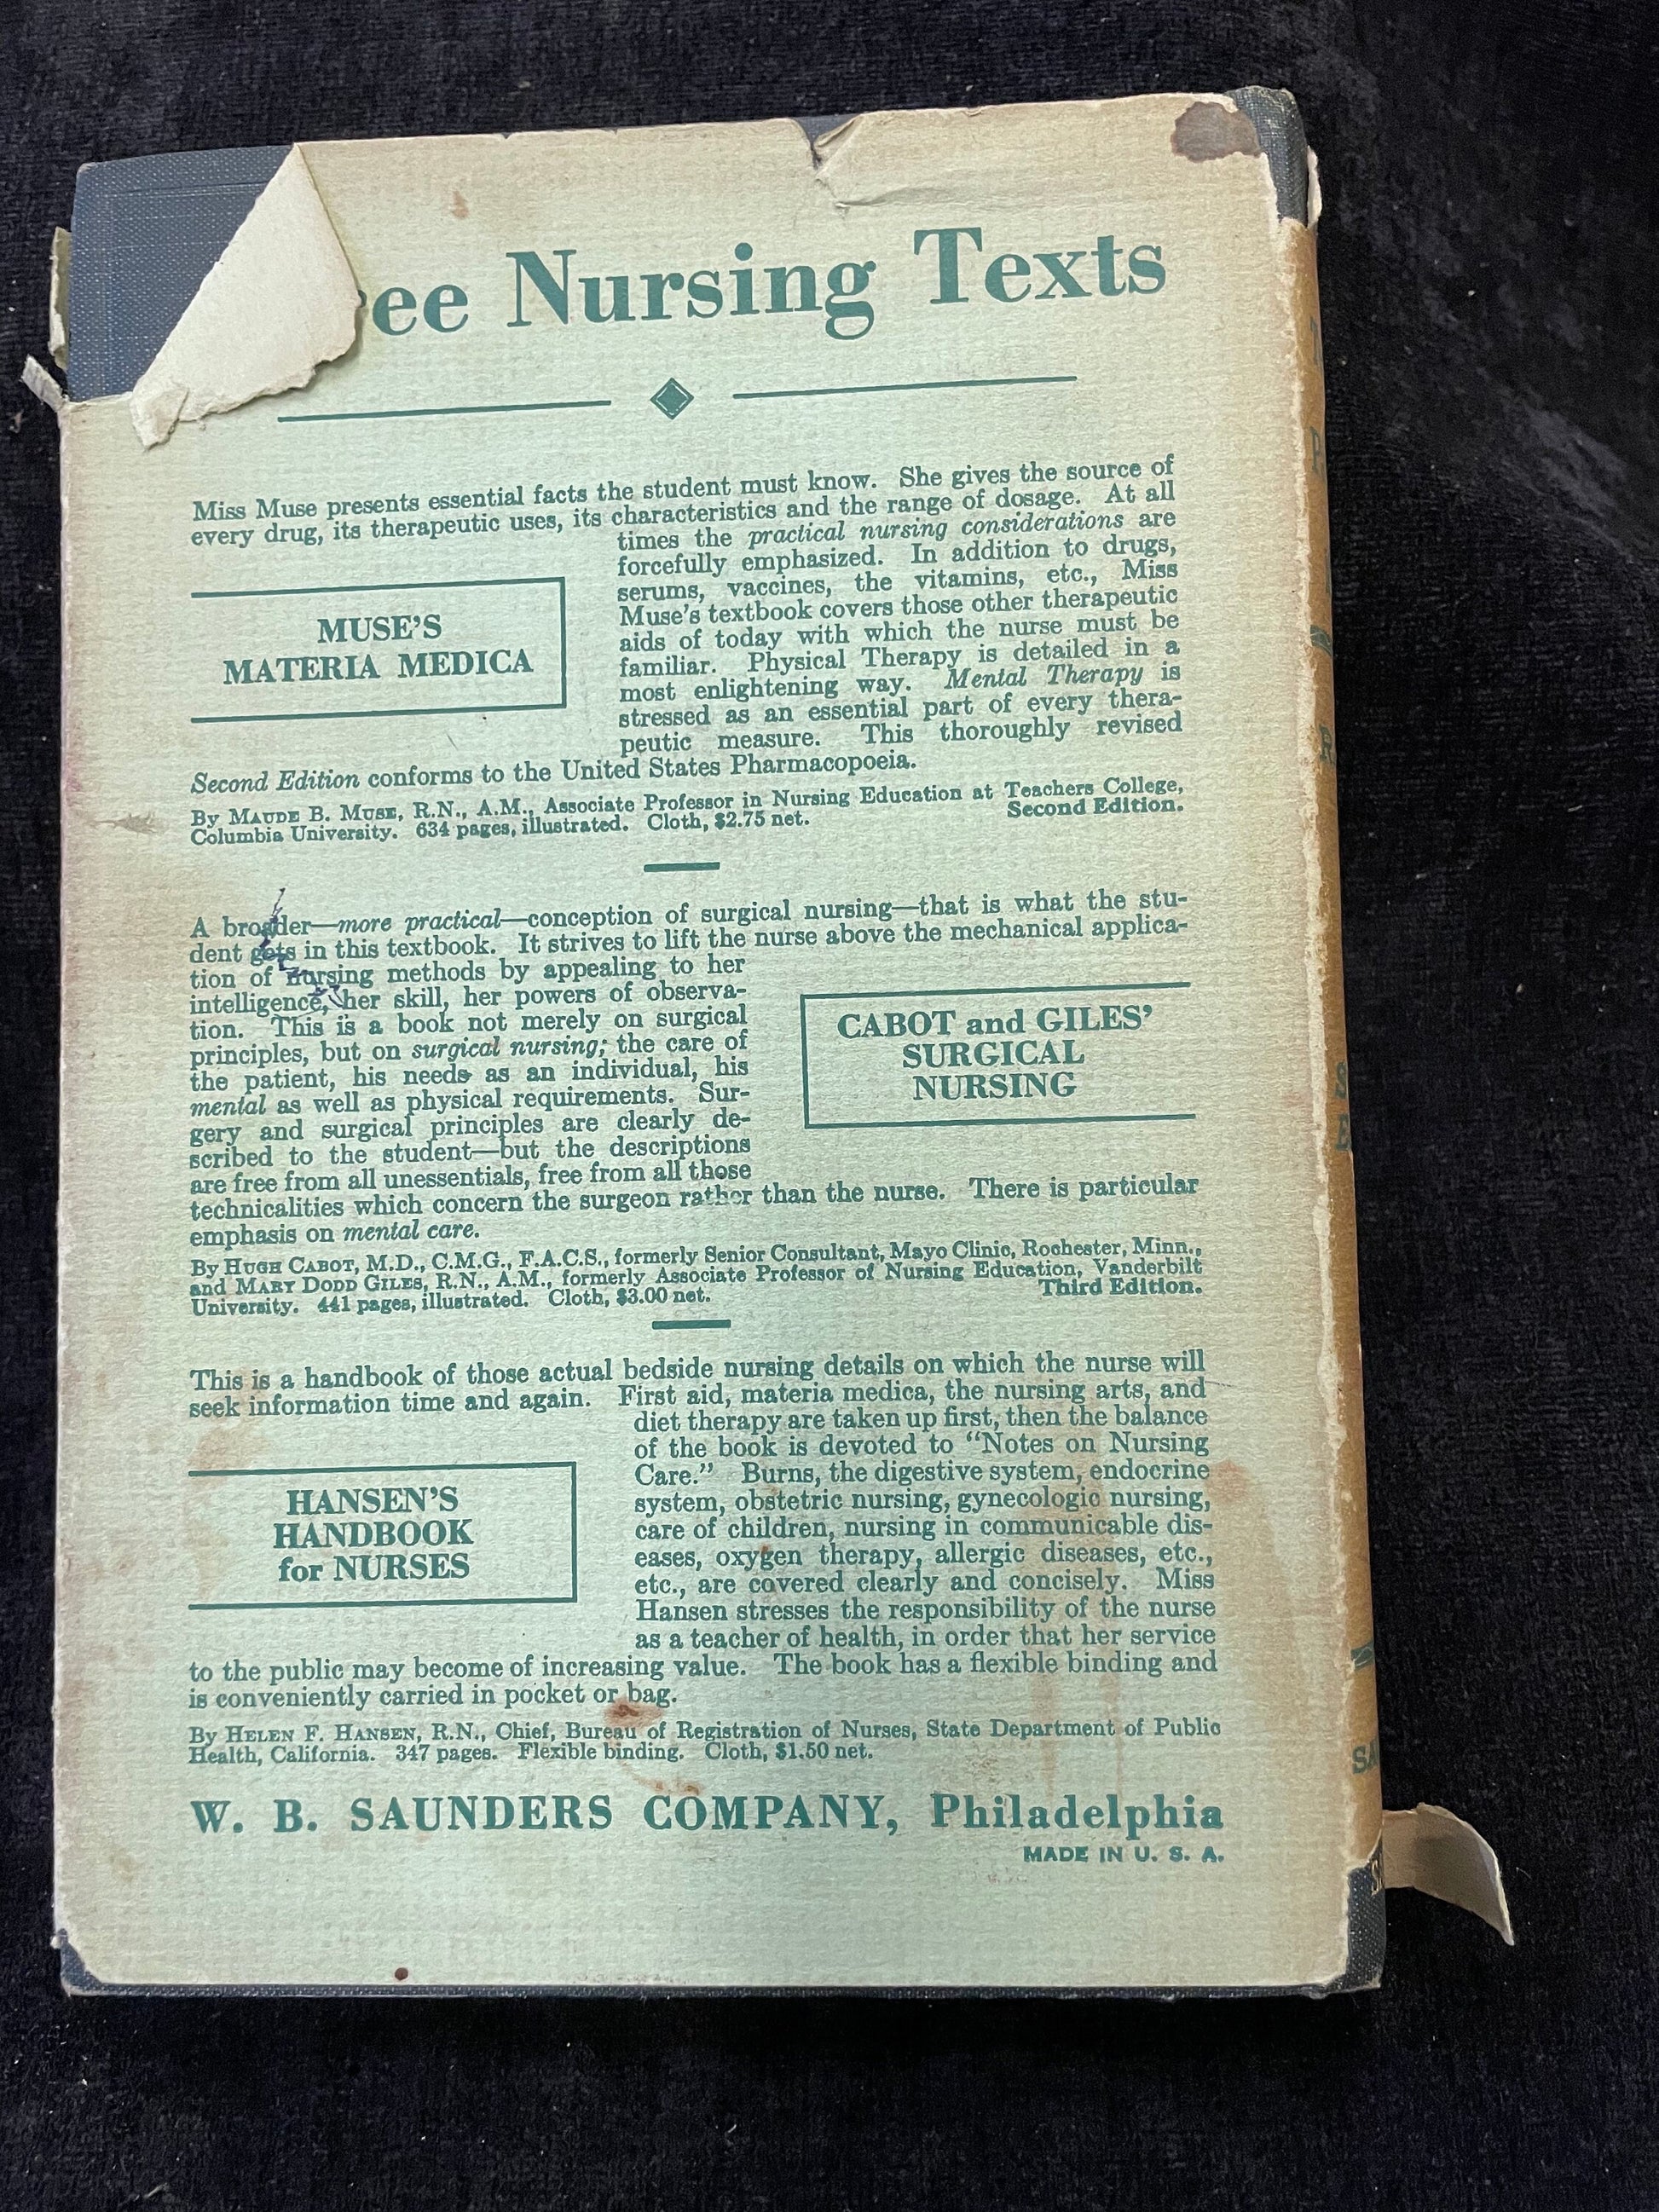 ee Nursing Texts
Miss Muse presents essential facts the student must know. She gives the source of
every drug, its therapeutic uses, its characteristics and the range of dosage. At all
times the practical nursing considerations are
forcefully emphasized. In addition to drugs,
serums, vaccines, the vitamins, etc., Miss
Muse's textbook covers those other therapeutic
aids of today with which the nurse must be
familiar. Physical Therapy is detailed in a
most enlightening way. Mental Therapy is
stressed as an essential part of every thera-
peutic measure. This thoroughly revised
MUSE'S
MATERIA MEDICA
Second Edition conforms to the United States Pharmacopoeia.
By MAUDE B. MUSE, R.N., A.M., Associate Professor in Nursing Education at Teachers College,
Columbia University. 634 pages, illustrated. Cloth, $2.75 net. Second Edition.
A broader—more practical—conception of surgical nursing—that is what the stu-
dent gets in this textbook. It strives to lift the nurse above the mechanical applica-
tion of nursing methods by appealing to her
intelligence, her skill, her powers of observa-
tion. This is a book not merely on surgical
principles, but on surgical nursing; the care of
the patient, his needs as an individual, his
mental as well as physical requirements. Sur-
gery and surgical principles are clearly de-
scribed to the student—but the descriptions
are free from all unessentials, free from all those
CABOT and GILES'
SURGICAL
NURSING
technicalities which concern the surgeon rather than the nurse. There is particular
emphasis on mental care.
By HUGH CABOT, M.D., C.M.G., F.A.C.S., formerly Senior Consultant, Mayo Clinic, Rochester, Minn.,
and MARY DODD GILES, R.N., A.M., formerly Associate Professor of Nursing Education, Vanderbilt
University. 441 pages, illustrated. Cloth, $3.00 net. Third Edition.
This is a handbook of those actual bedside nursing details on which the nurse will
seek information time and again. First aid, materia medica, the nursing arts, and
diet therapy are taken up first, then the balance
of the book is devoted to "Notes on Nursing
Care." Burns, the digestive system, endocrine
system, obstetric nursing, gynecologic nursing,
care of children, nursing in communicable dis-
eases, oxygen therapy, allergic diseases, etc.,
etc., are covered clearly and concisely. Miss
Hansen stresses the responsibility of the nurse
as a teacher of health, in order that her service
HANSEN'S
HANDBOOK
for NURSES
to the public may become of increasing value. The book has a flexible binding and
is conveniently carried in pocket or bag.
By HELEN F. HANSEN, R.N., Chief, Bureau of Registration of Nurses, State Department of Public
Health, California. 347 pages. Flexible binding. Cloth, $1.50 net.
W. B. SAUNDERS COMPANY, Philadelphia
MADE IN U. S. A.